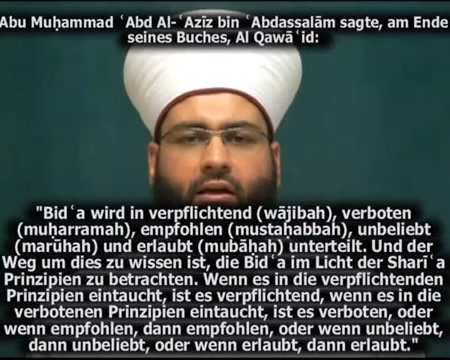 Abu Muḥammad ʿAbd Al-ʿAzīz bin ʿAbdassalām sagte, am Ende
seines Buches, Al Qawāʿid:
"Bidʿa wird in verpflichtend (wājibah), verboten
(muḥarramah), empfohlen (mustaḥabbah), unbeliebt
(marūhah) und erlaubt (mubāḥah) unterteilt. Und der
Weg um dies zu wissen ist, die Bidʿa im Licht der Sharīʿa
Prinzipien zu betrachten. Wenn es in die verpflichtenden
Prinzipien eintaucht, ist es verpflichtend, wenn es in die
verbotenen Prinzipien eintaucht, ist es verboten, oder
wenn empfohlen, dann empfohlen, oder wenn unbeliebt,
dann unbeliebt, oder wenn erlaubt, dann erlaubt."